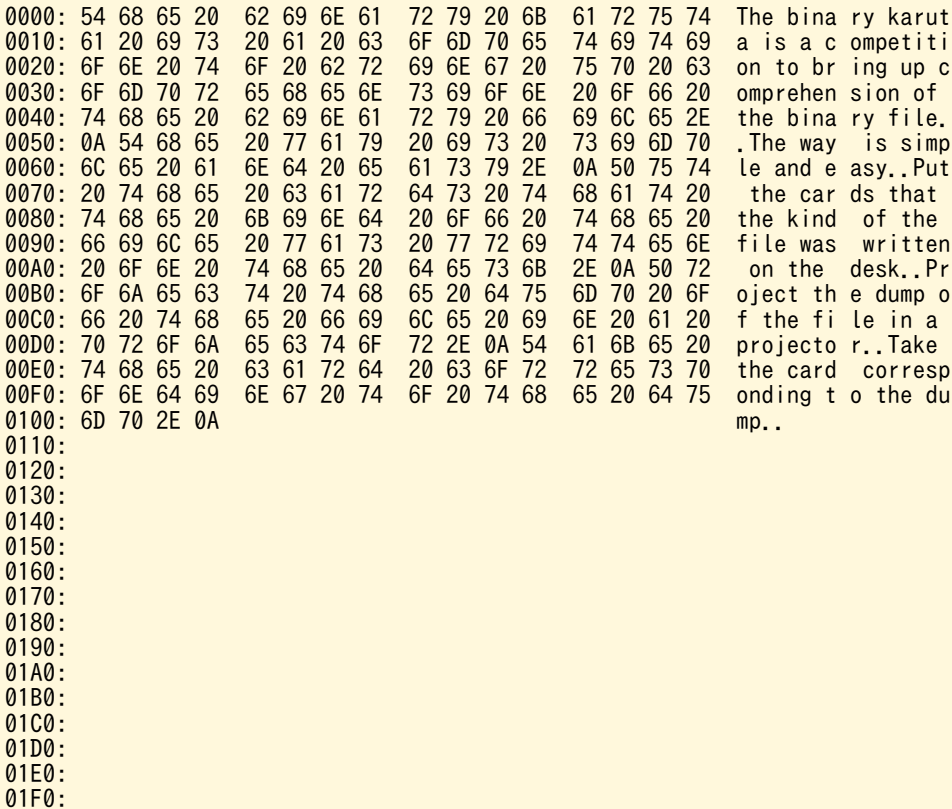 0000: 54 68 65 20 62 69 6E 61 72 79 20 6B 61 72 75 74 The bina ry karut
0010: 61 20 69 73 20 61 20 63 6F 6D 70 65 74 69 74 69 a is a c ompetiti
0020: 6F 6E 20 74 6F 20 62 72 69 6E 67 20 75 70 20 63 on to br ing up c
0030: 6F 6D 70 72 65 68 65 6E 73 69 6F 6E 20 6F 66 20 omprehen sion of
0040: 74 68 65 20 62 69 6E 61 72 79 20 66 69 6C 65 2E the bina ry file.
0050: 0A 54 68 65 20 77 61 79 20 69 73 20 73 69 6D 70 .The way  is simp
0060: 6C 65 20 61 6E 64 20 65 61 73 79 2E 0A 50 75 74 le and e asy..Put
0070: 20 74 68 65 20 63 61 72 64 73 20 74 68 61 74 20  the car ds that
0080: 74 68 65 20 6B 69 6E 64 20 6F 66 20 74 68 65 20 the kind  of the
0090: 66 69 6C 65 20 77 61 73 20 77 72 69 74 74 65 6E file was  written
00A0: 20 6F 6E 20 74 68 65 20 64 65 73 6B 2E 0A 50 72  on the  desk..Pr
00B0: 6F 6A 65 63 74 20 74 68 65 20 64 75 6D 70 20 6F oject th e dump o
00C0: 66 20 74 68 65 20 66 69 6C 65 20 69 6E 20 61 20 f the fi le in a
00D0: 70 72 6F 6A 65 63 74 6F 72 2E 0A 54 61 6B 65 20 projecto r..Take
00E0: 74 68 65 20 63 61 72 64 20 63 6F 72 72 65 73 70 the card  corresp
00F0: 6F 6E 64 69 6E 67 20 74 6F 20 74 68 65 20 64 75 onding t o the du
0100: 6D 70 2E 0A mp..
0110:
0120:
0130:
0140:
0150:
0160:
0170:
0180:
0190:
01A0:
01B0:
01C0:
01D0:
01E0:
01F0: